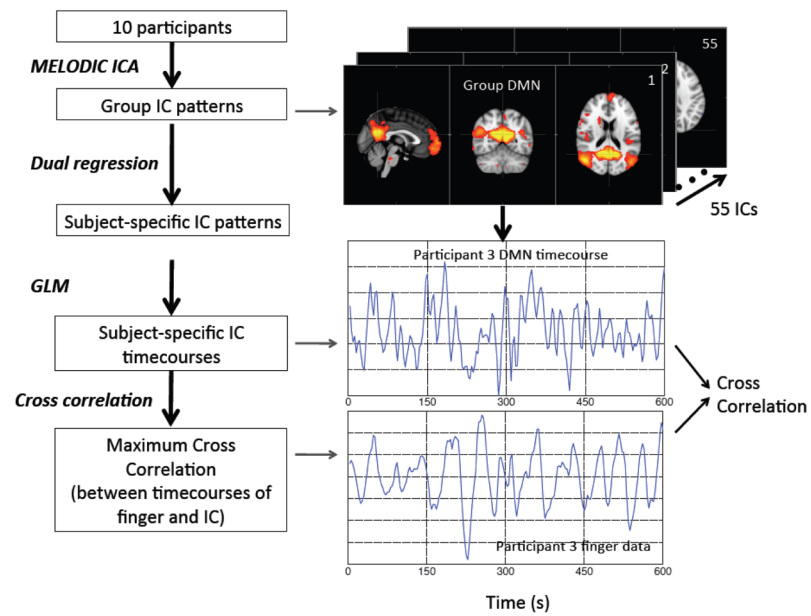 10 participants
MELODIC ICA
Group IC patterns
Dual regression
Subject-specific IC patterns
GLM
Subject-specific IC
timecourses
Cross correlation
Maximum Cross
Correlation
(between timecourses of
finger and IC)
55
2
1
Group DMN
55 ICs
Participant 3 DMN timecourse
0 150 300 450 600
Cross
Correlation
Participant 3 finger data
0 150 300 450 600
Time (s)